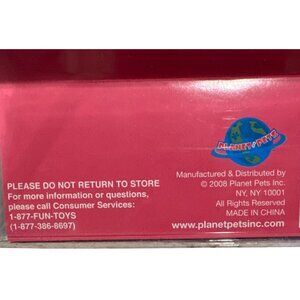 PLANET PETS
Manufactured & Distributed by
© 2008 Planet Pets Inc.
NY, NY 10001
All Rights Reserved
MADE IN CHINA
www.planetpetsinc.com
PLEASE DO NOT RETURN TO STORE
For more information or questions,
please call Consumer Services:
1-877-FUN-TOYS
(1-877-386-8697)